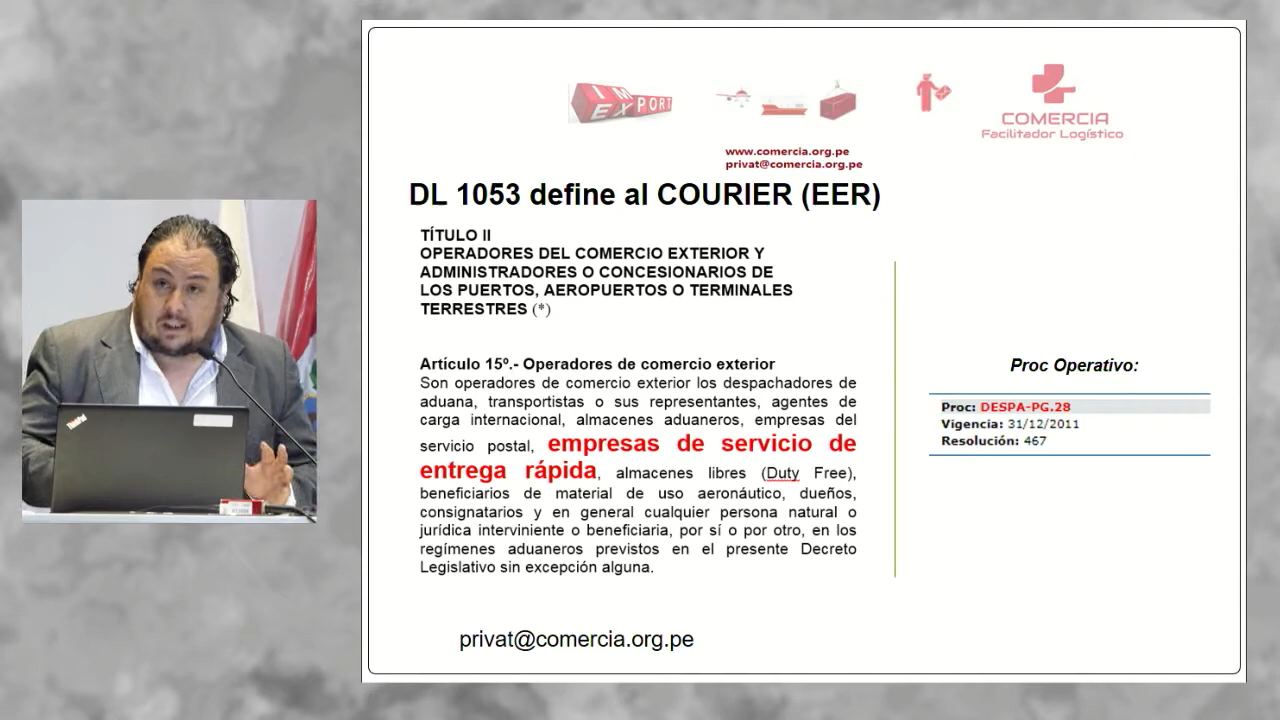 IM
EXPORT
COMERCIA
Facilitador Logístico
www.comercia.org.pe
privat@comercia.org.pe
DL 1053 define al COURIER (EER)
TÍTULO II
OPERADORES DEL COMERCIO EXTERIOR Y
ADMINISTRADORES O CONCESIONARIOS DE
LOS PUERTOS, AEROPUERTOS O TERMINALES
TERRESTRES (*)
Artículo 15º.- Operadores de comercio exterior
Son operadores de comercio exterior los despachadores de
aduana, transportistas o sus representantes, agentes de
carga internacional, almacenes aduaneros, empresas del
servicio postal, empresas de servicio de
entrega rápida, almacenes libres (Duty Free),
beneficiarios de material de uso aeronáutico, dueños,
consignatarios y en general cualquier persona natural o
jurídica interviniente o beneficiaria, por sí o por otro, en los
regímenes aduaneros previstos en el presente Decreto
Legislativo sin excepción alguna.
Proc Operativo:
Proc: DESPA-PG.28
Vigencia: 31/12/2011
Resolución: 467
privat@comercia.org.pe